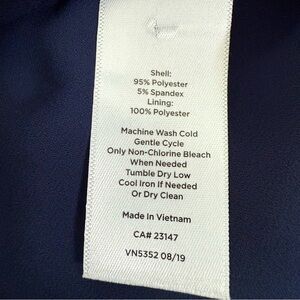 Shell:
95% Polyester
5% Spandex
Lining:
100% Polyester
Machine Wash Cold
Gentle Cycle
Only Non-Chlorine Bleach
When Needed
Tumble Dry Low
Cool Iron If Needed
Or Dry Clean
Made In Vietnam
CA# 23147
VN5352 08/19